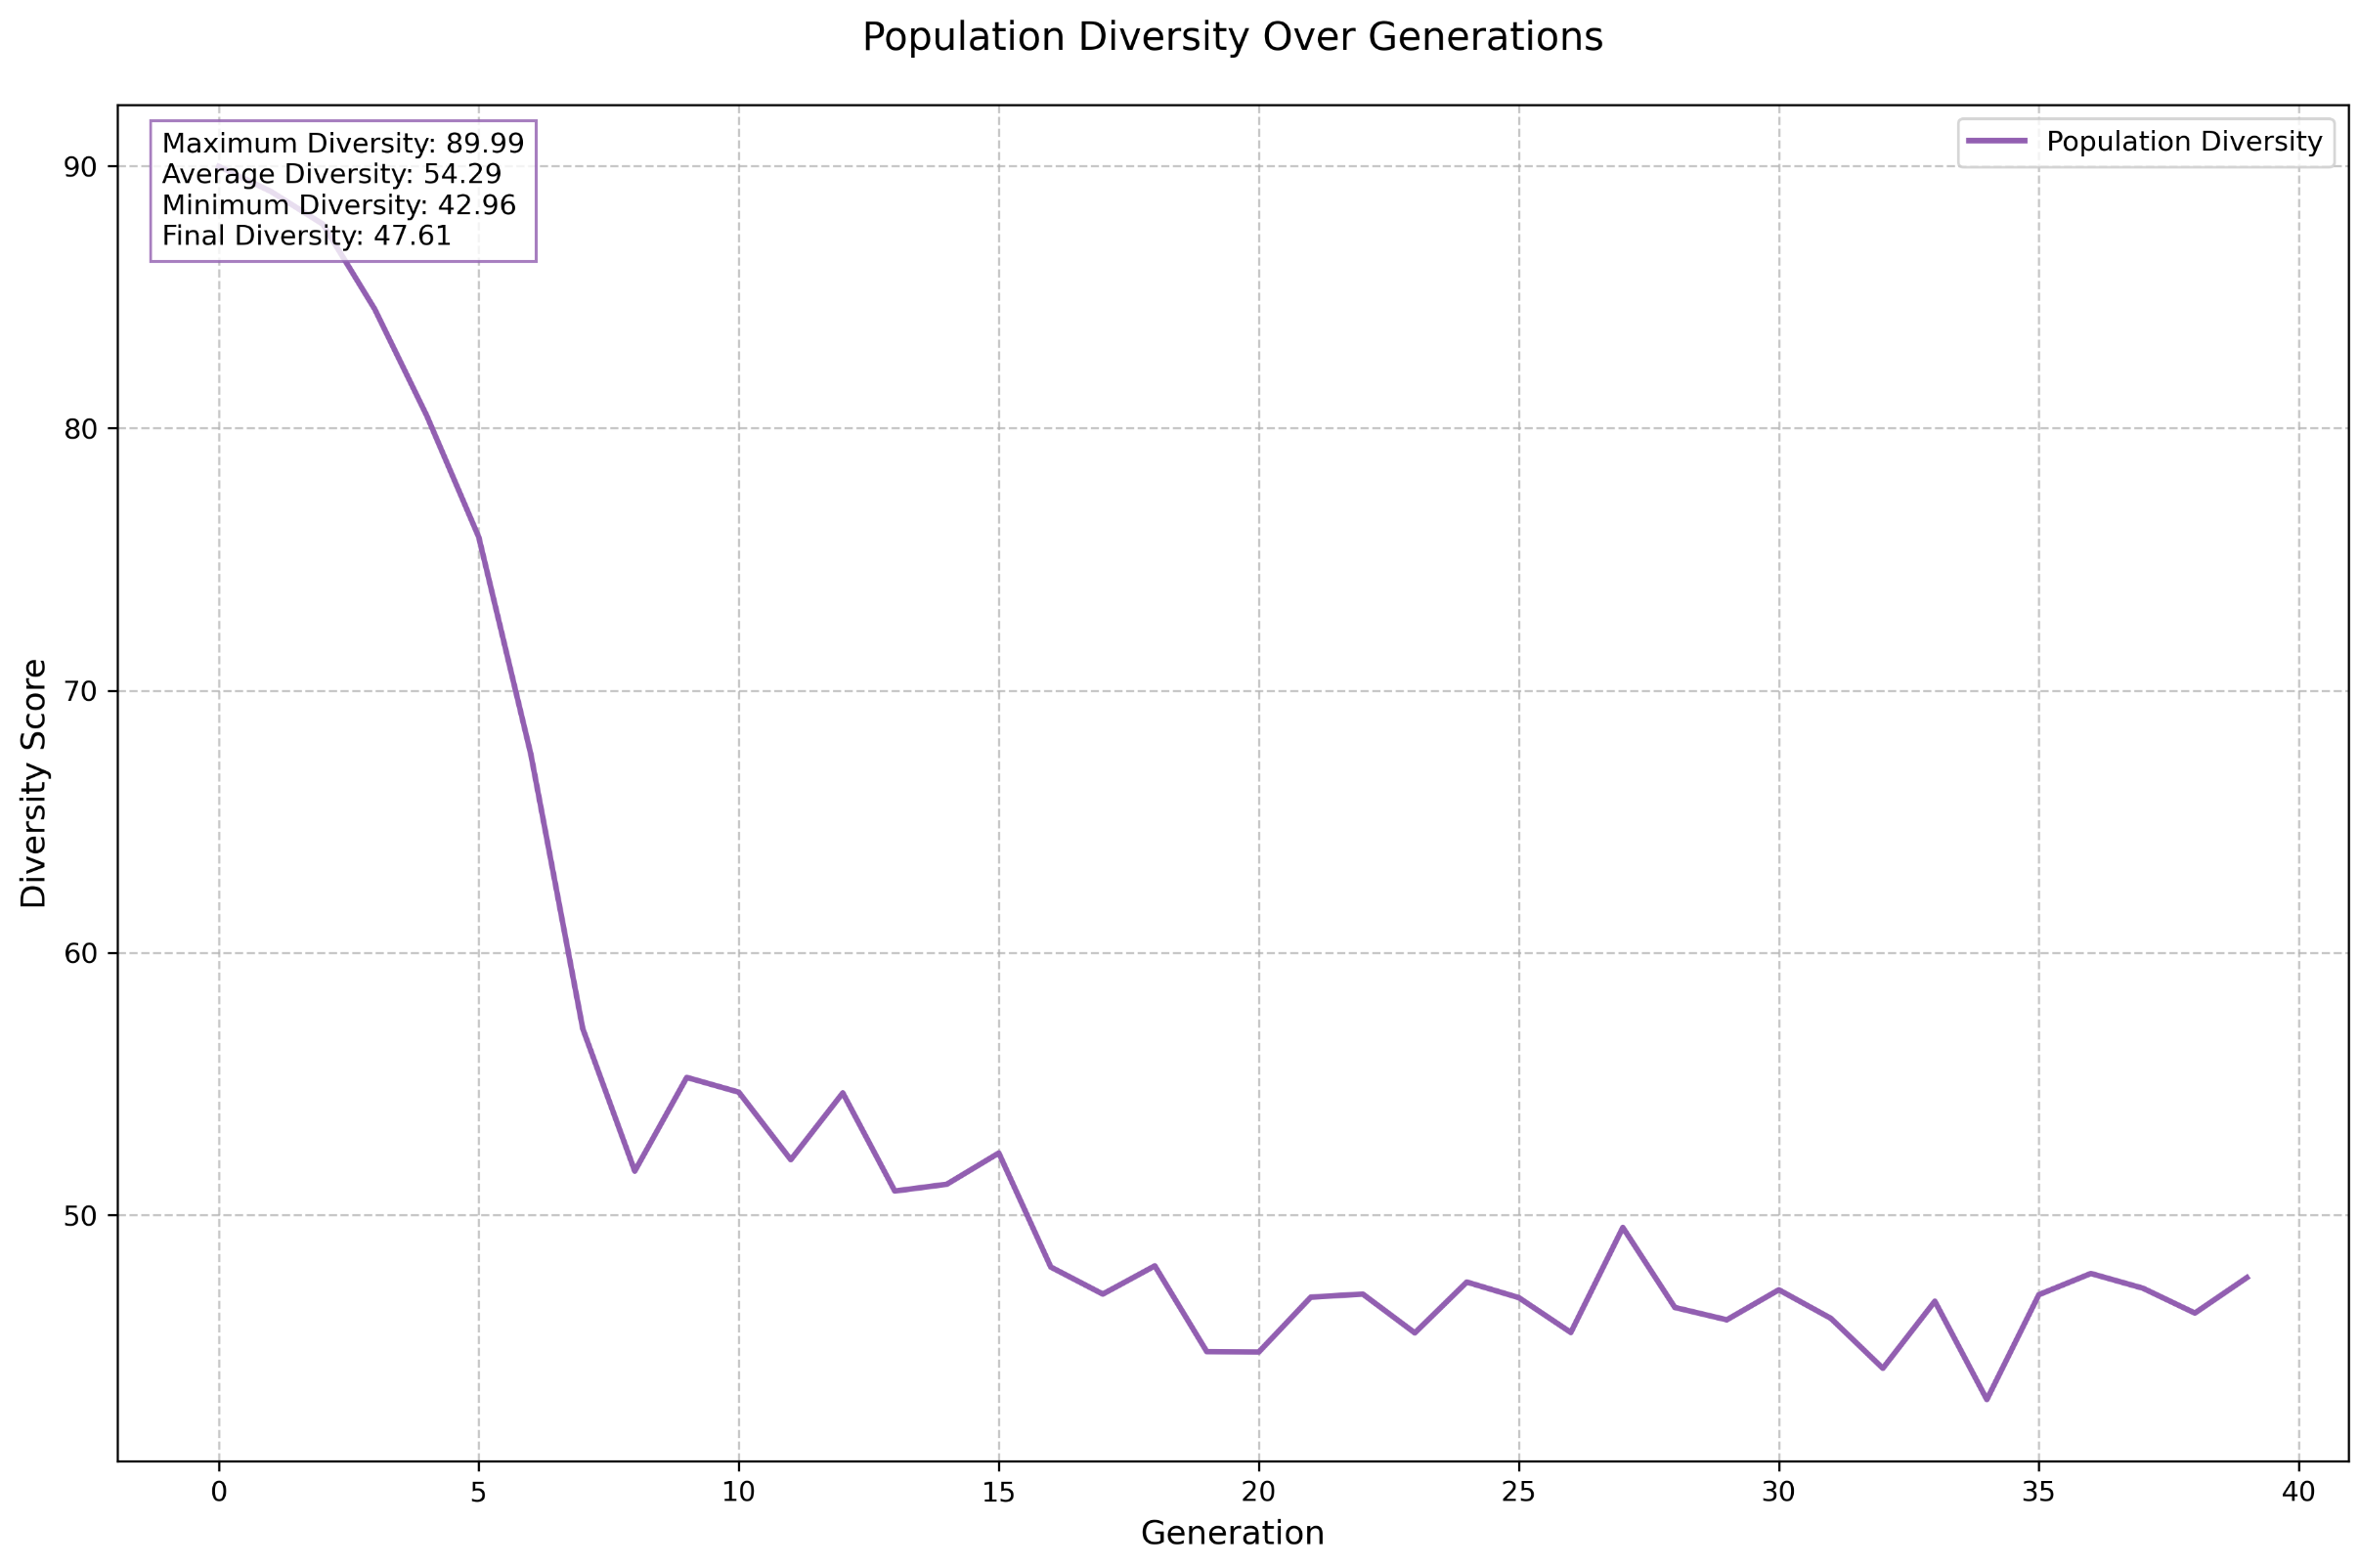 Population Diversity Over Generations
Maximum Diversity: 89.99
Average Diversity: 54.29
Minimum Diversity: 42.96
Final Diversity: 47.61
Population Diversity
90
80
70
60
50
Diversity Score
0 5 10 15 20 25 30 35 40
Generation